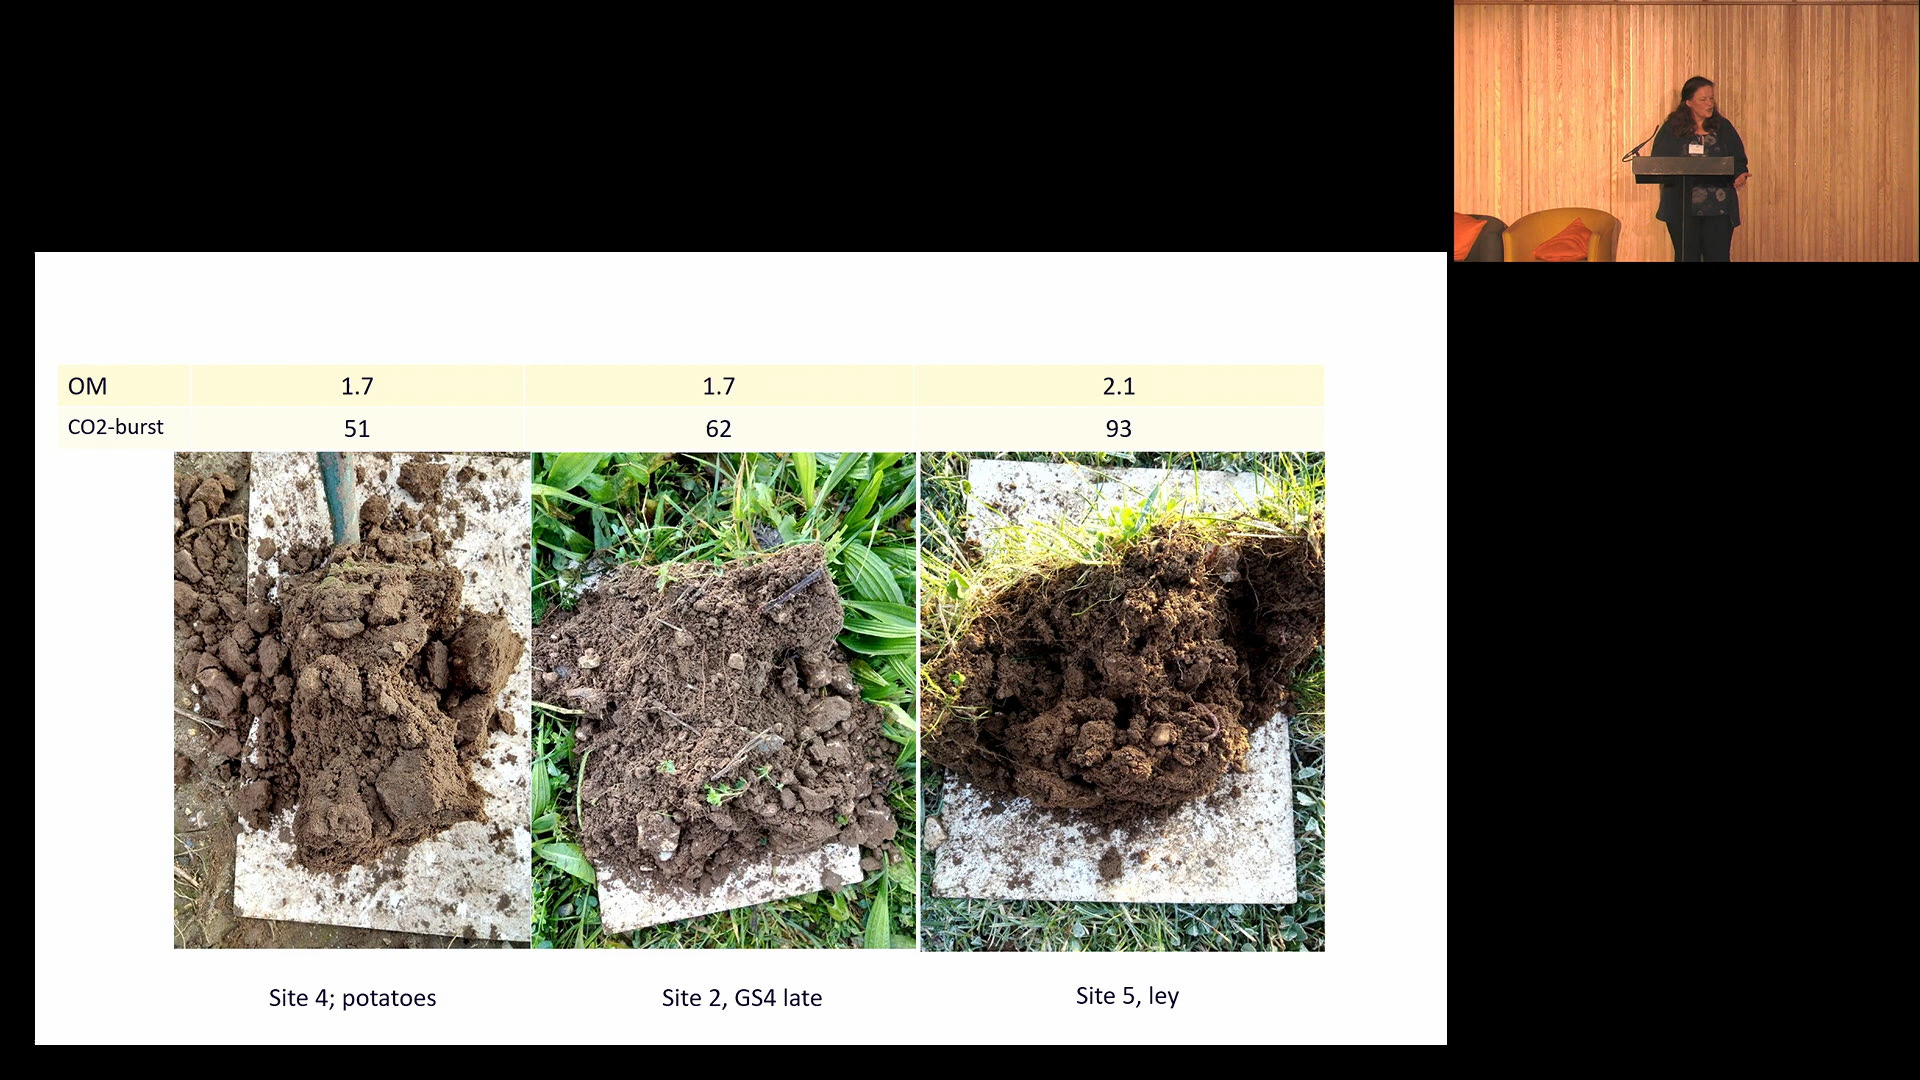 OM 1.7 1.7 2.1
CO2-burst 51 62 93
Site 4; potatoes
Site 2, GS4 late
Site 5, ley